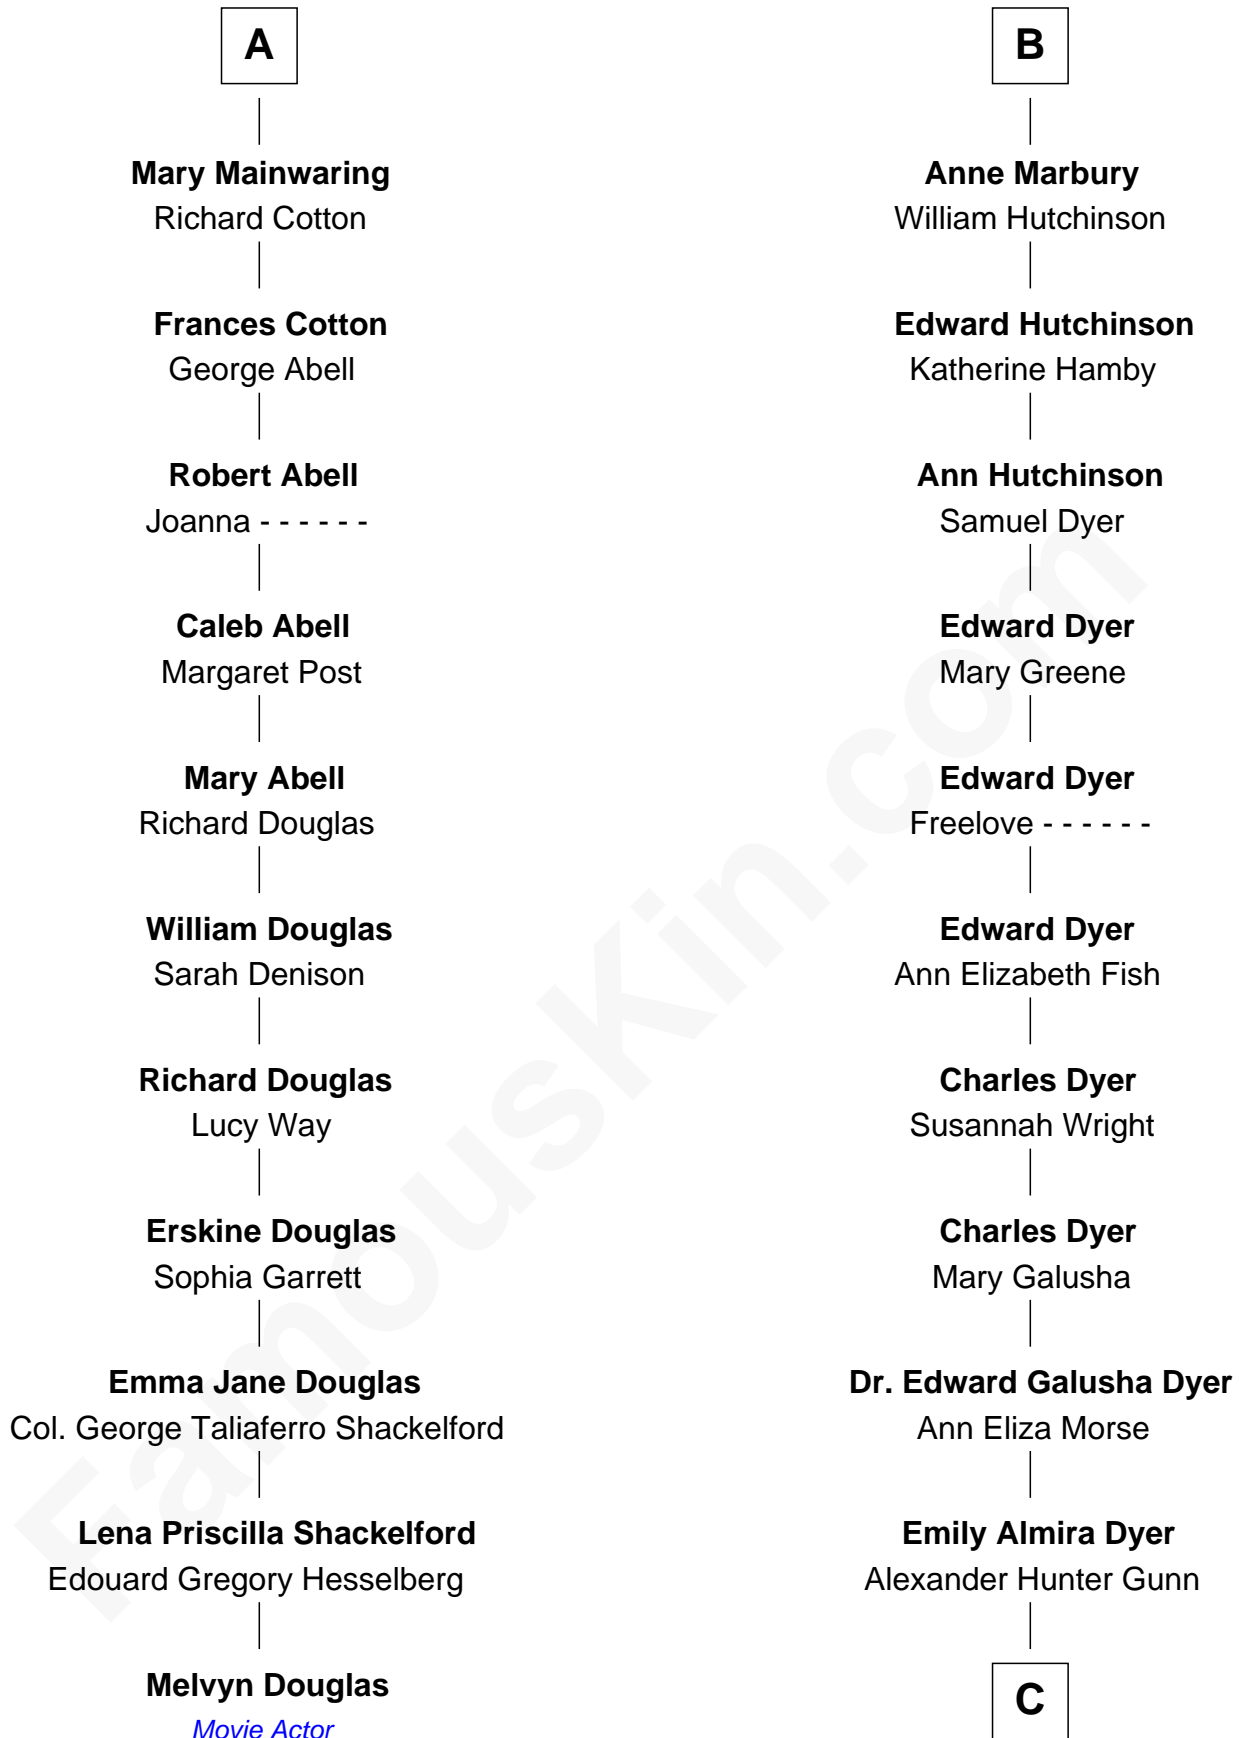 A
Mary Mainwaring
Richard Cotton
Frances Cotton
George Abell
Robert Abell
Joanna - - - - - -
Caleb Abell
Margaret Post
Mary Abell
Richard Douglas
William Douglas
Sarah Denison
Richard Douglas
Lucy Way
Erskine Douglas
Sophia Garrett
Emma Jane Douglas
Col. George Taliaferro Shackelford
Lena Priscilla Shackelford
Edouard Gregory Hesselberg
Melvyn Douglas
Movie Actor
B
Anne Marbury
William Hutchinson
Edward Hutchinson
Katherine Hamby
Ann Hutchinson
Samuel Dyer
Edward Dyer
Mary Greene
Edward Dyer
Freelove - - - - - -
Edward Dyer
Ann Elizabeth Fish
Charles Dyer
Susannah Wright
Charles Dyer
Mary Galusha
Dr. Edward Galusha Dyer
Ann Eliza Morse
Emily Almira Dyer
Alexander Hunter Gunn
C
FamousKin.com